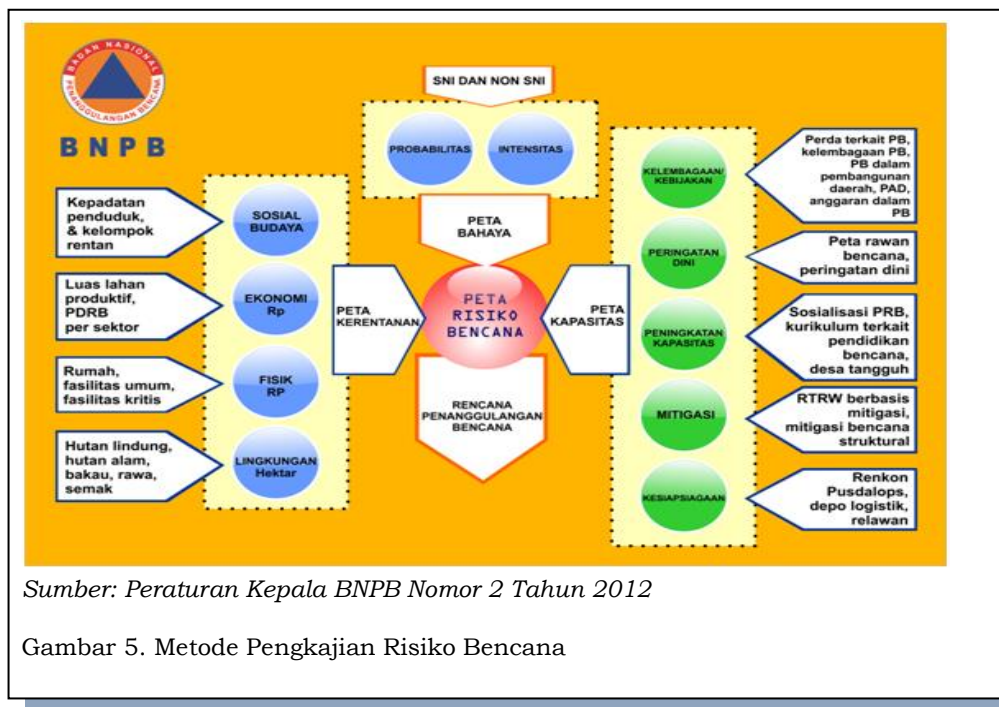 BADAN NASIONAL
PENANGGULANGAN BENCANA
BNPB
SNI DAN NON SNI
PROBABILITAS
INTENSITAS
PETA
BAHAYA
Kepadatan
penduduk,
& kelompok
rentan
Luas lahan
produktif,
PDRB
per sektor
Rumah,
fasilitas umum,
fasilitas kritis
Hutan lindung,
hutan alam,
bakau, rawa,
semak
SOSIAL
BUDAYA
EKONOMI
Rp
FISIK
RP
LINGKUNGAN
Hektar
PETA
KERENTANAN
PETA
RISIKO
BENCANA
PETA
KAPASITAS
RENCANA
PENANGGULANGAN
BENCANA
KELEMBAGAAN/
KEBIJAKAN
PERINGATAN
DINI
PENINGKATAN
KAPASITAS
MITIGASI
KESIAPSIAGAAN
Perda terkait PB,
kelembagaan PB,
PB dalam
pembangunan
daerah, PAD,
anggaran dalam
PB
Peta rawan
bencana,
peringatan dini
Sosialisasi PRB,
kurikulum terkait
pendidikan
bencana,
desa tangguh
RTRW berbasis
mitigasi,
mitigasi bencana
struktural
Renkon
Pusdalops,
depo logistik,
relawan
Sumber: Peraturan Kepala BNPB Nomor 2 Tahun 2012
Gambar 5. Metode Pengkajian Risiko Bencana